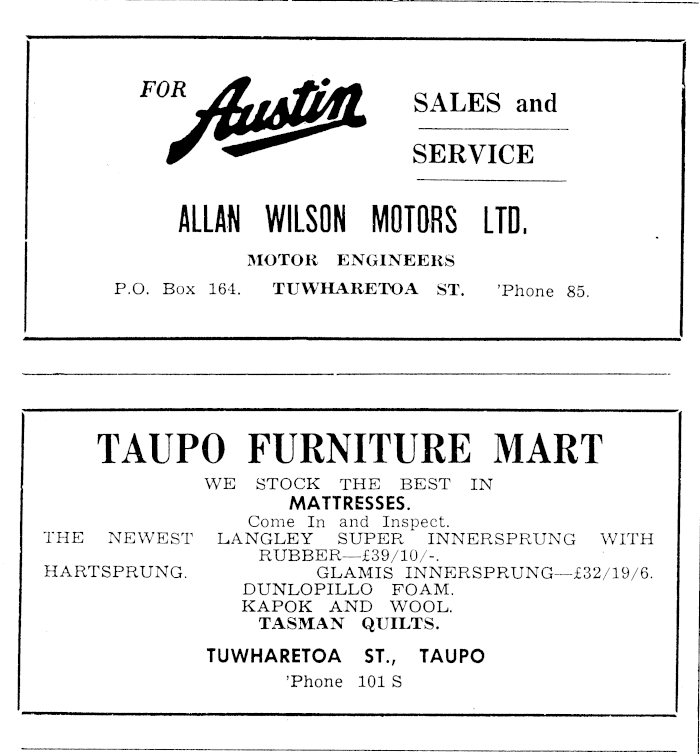 FOR Austin SALES and
SERVICE
ALLAN WILSON MOTORS LTD.
MOTOR ENGINEERS
P.O. Box 164. TUWHARETOA ST. 'Phone 85.
TAUPO FURNITURE MART
WE STOCK THE BEST IN
MATTRESSES.
Come In and Inspect.
THE NEWEST LANGLEY SUPER INNERSPRUNG WITH
RUBBER—£39/10/-.
HARTSPRUNG. GLAMIS INNERSPRUNG—£32/19/6.
DUNLOPILLO FOAM.
KAPOK AND WOOL.
TASMAN QUILTS.
TUWHARETOA ST., TAUPO
'Phone 101 S